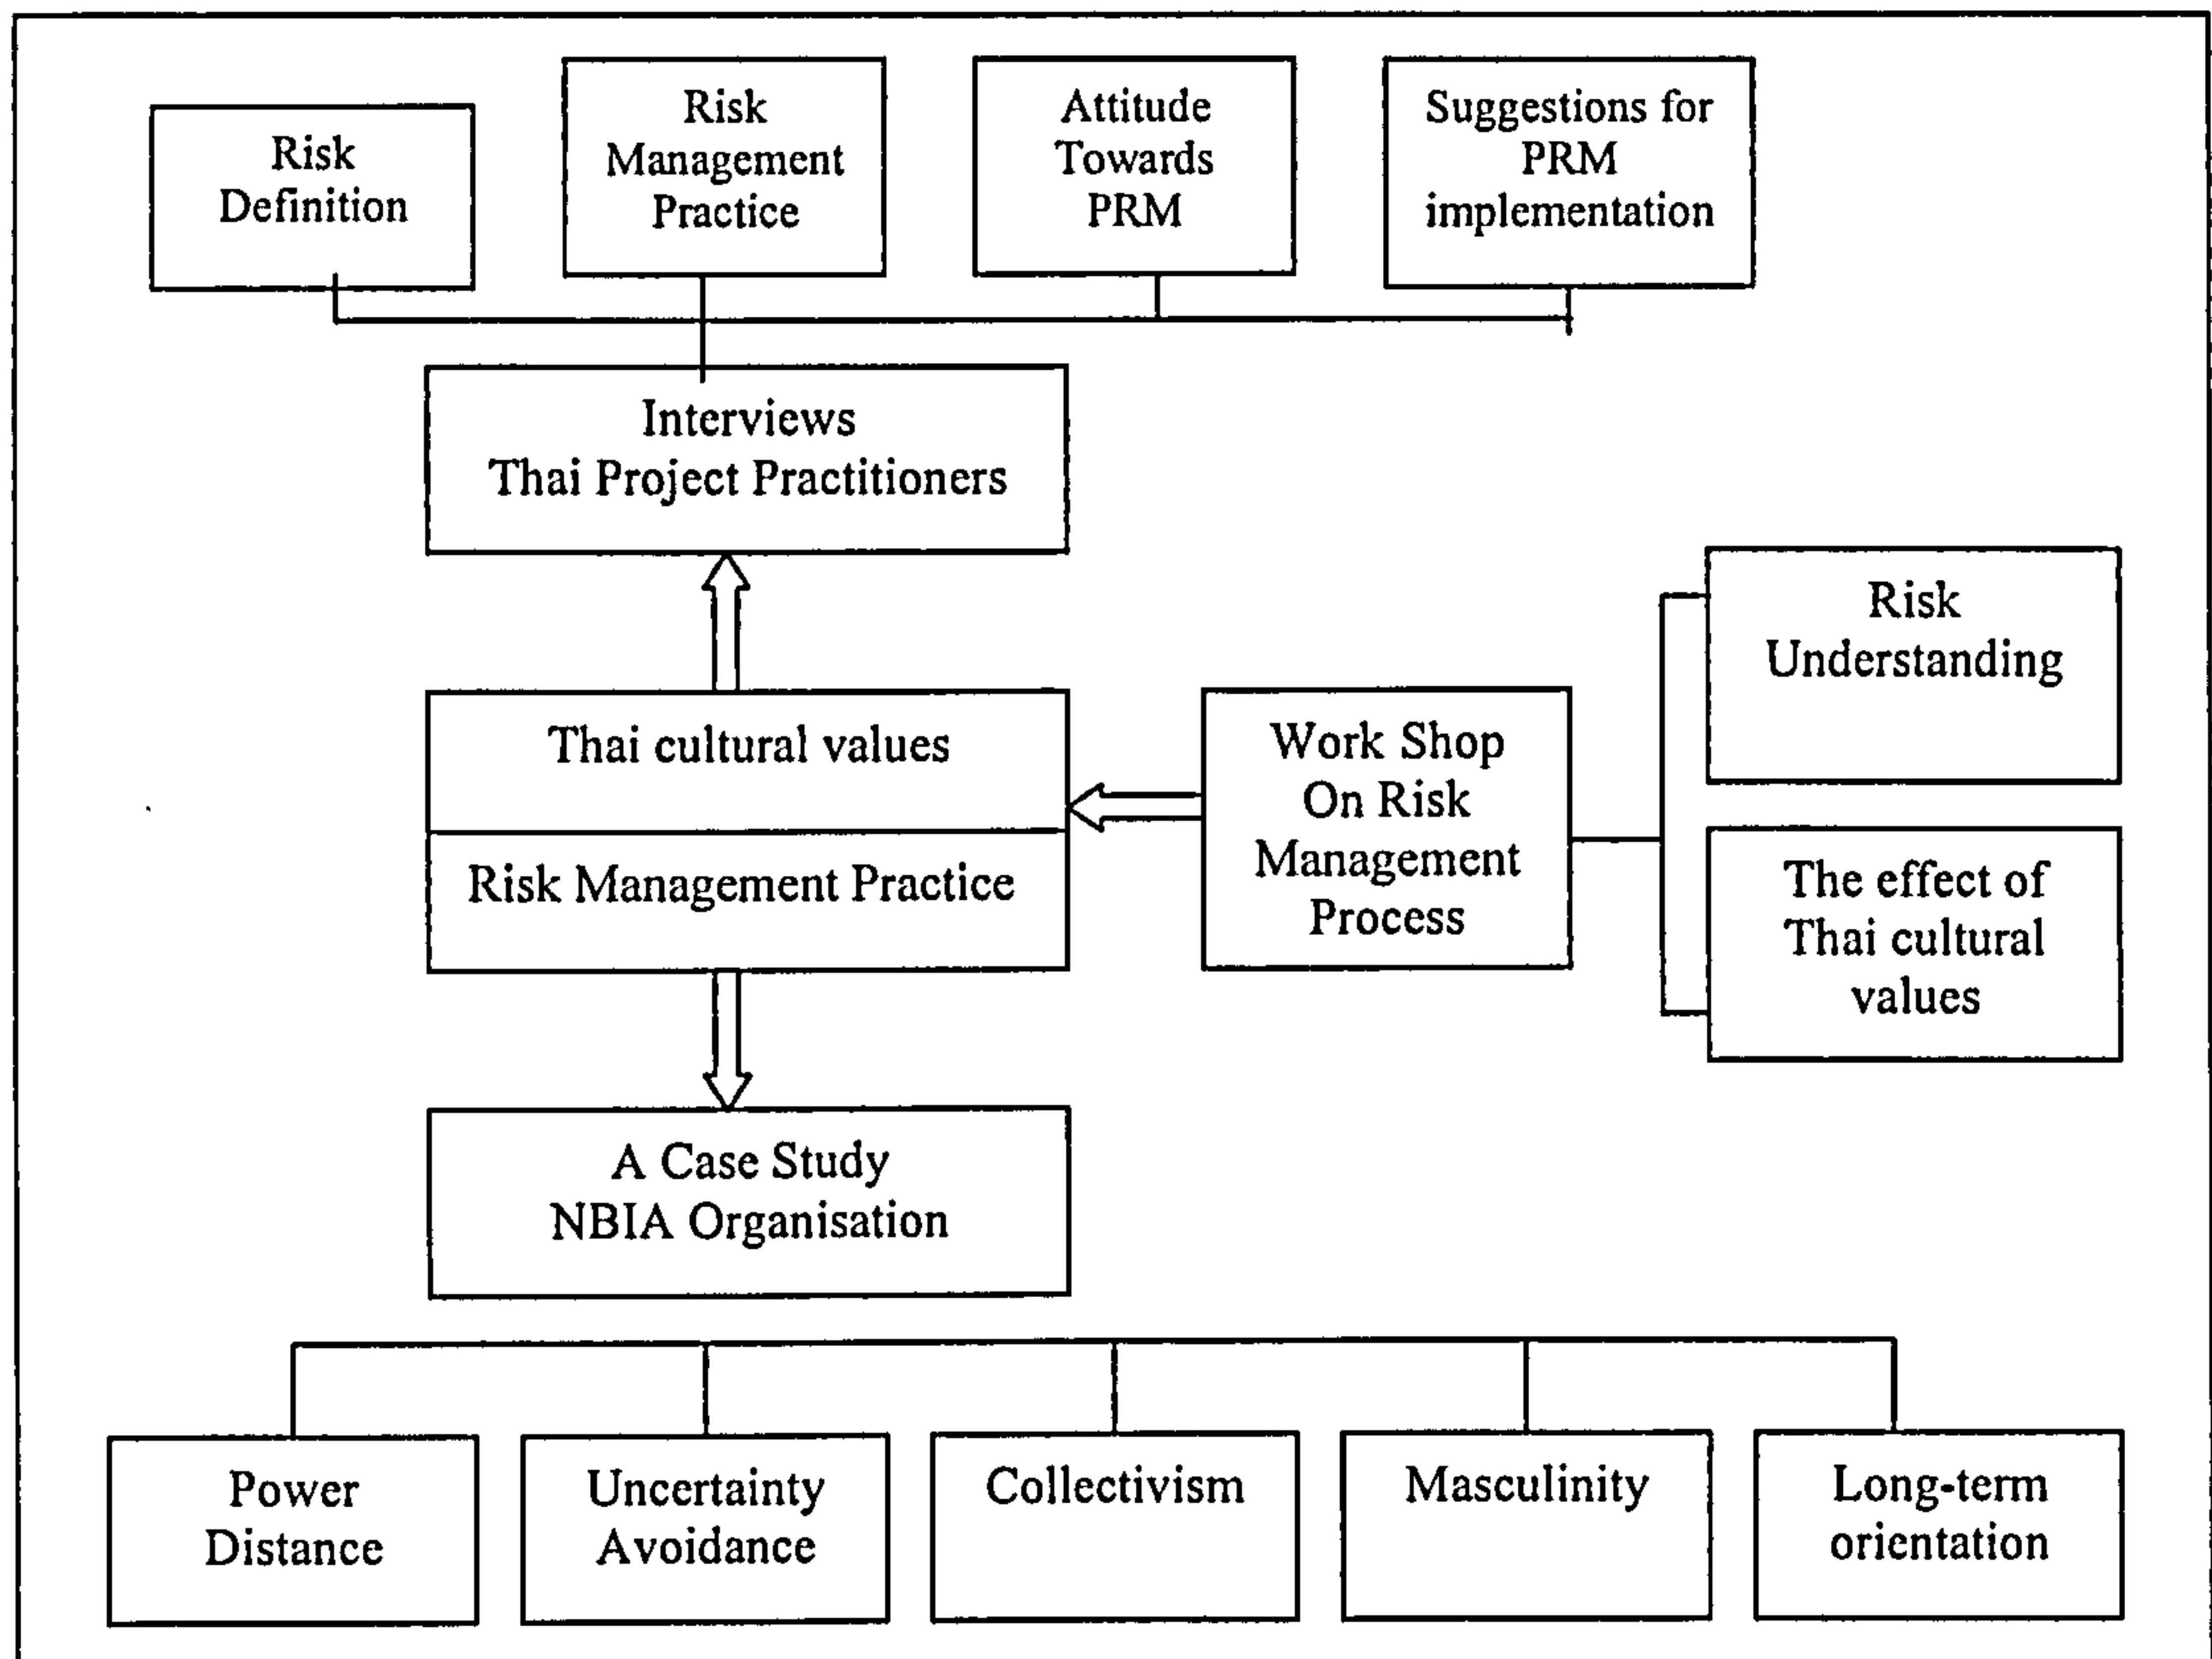 Risk
Definition
Risk
Management
Practice
Attitude
Towards
PRM
Suggestions for
PRM
implementation
Interviews
Thai Project Practitioners
Thai cultural values
Risk Management Practice
Work Shop
On Risk
Management
Process
Risk
Understanding
The effect of
Thai cultural
values
A Case Study
NBIA Organisation
Power
Distance
Uncertainty
Avoidance
Collectivism
Masculinity
Long-term
orientation